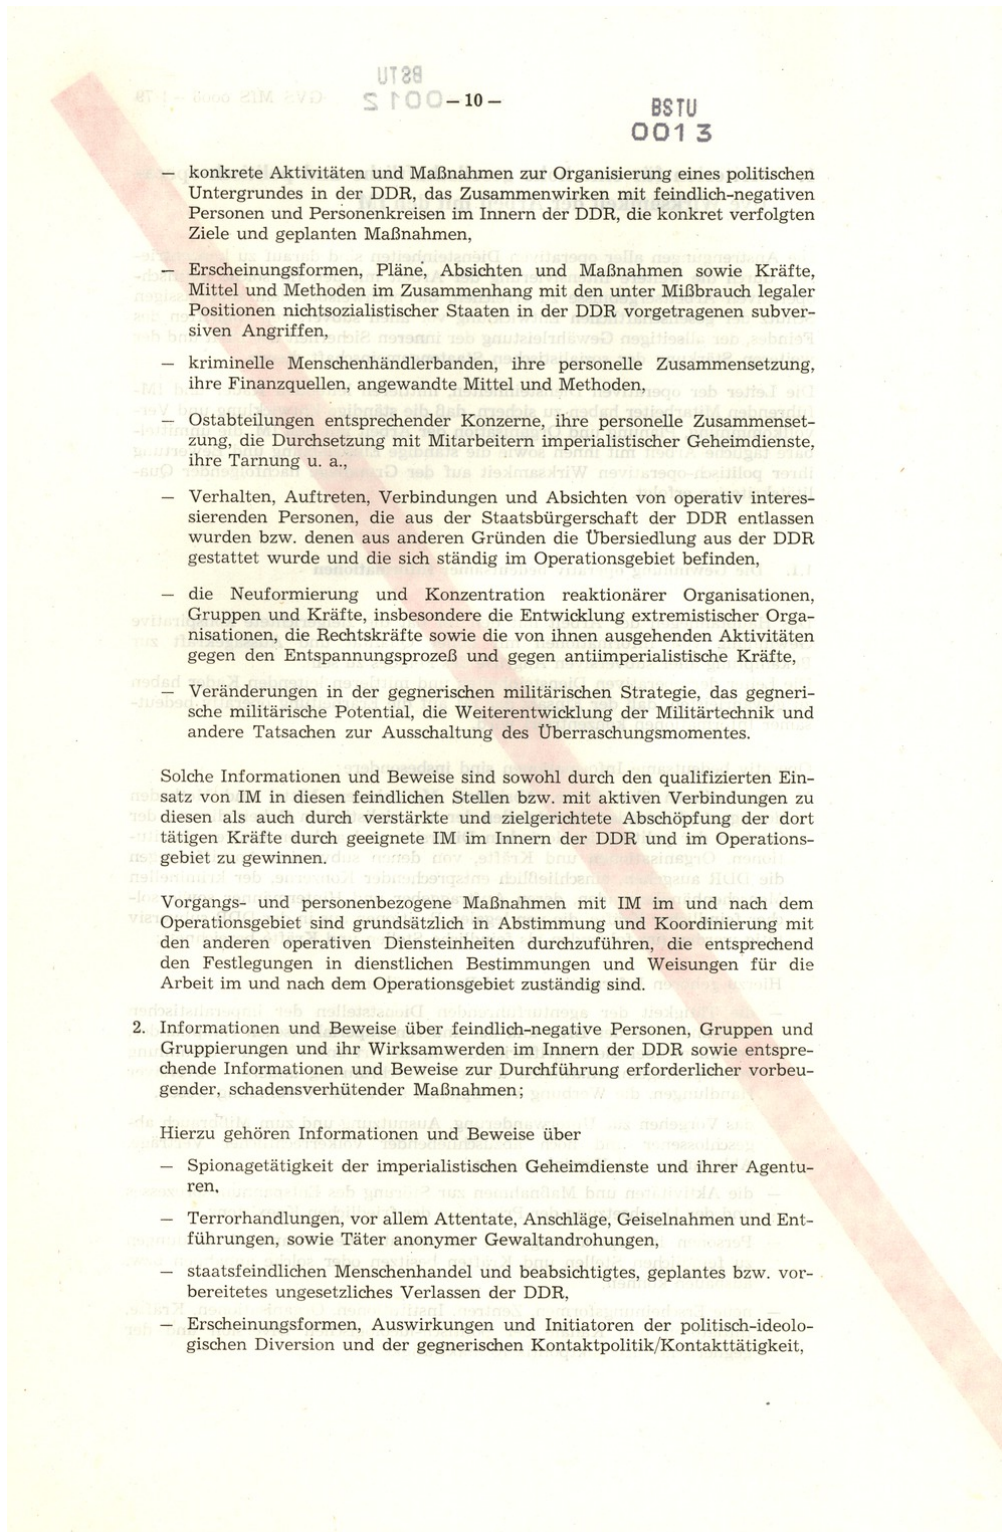 – 10 –
BSTU
0013
— konkrete Aktivitäten und Maßnahmen zur Organisierung eines politischen
Untergrundes in der DDR, das Zusammenwirken mit feindlich-negativen
Personen und Personenkreisen im Innern der DDR, die konkret verfolgten
Ziele und geplanten Maßnahmen,
— Erscheinungsformen, Pläne, Absichten und Maßnahmen sowie Kräfte,
Mittel und Methoden im Zusammenhang mit den unter Mißbrauch legaler
Positionen nichtsozialistischer Staaten in der DDR vorgetragenen subver-
siven Angriffen,
— kriminelle Menschenhändlerbanden, ihre personelle Zusammensetzung,
ihre Finanzquellen, angewandte Mittel und Methoden,
— Ostabteilungen entsprechender Konzerne, ihre personelle Zusammenset-
zung, die Durchsetzung mit Mitarbeitern imperialistischer Geheimdienste,
ihre Tarnung u. a.,
— Verhalten, Auftreten, Verbindungen und Absichten von operativ interes-
sierenden Personen, die aus der Staatsbürgerschaft der DDR entlassen
wurden bzw. denen aus anderen Gründen die Übersiedlung aus der DDR
gestattet wurde und die sich ständig im Operationsgebiet befinden,
— die Neuformierung und Konzentration reaktionärer Organisationen,
Gruppen und Kräfte, insbesondere die Entwicklung extremistischer Orga-
nisationen, die Rechtskräfte sowie die von ihnen ausgehenden Aktivitäten
gegen den Entspannungsprozeß und gegen antiimperialistische Kräfte,
— Veränderungen in der gegnerischen militärischen Strategie, das gegneri-
sche militärische Potential, die Weiterentwicklung der Militärtechnik und
andere Tatsachen zur Ausschaltung des Überraschungsmomentes.
Solche Informationen und Beweise sind sowohl durch den qualifizierten Ein-
satz von IM in diesen feindlichen Stellen bzw. mit aktiven Verbindungen zu
diesen als auch durch verstärkte und zielgerichtete Abschöpfung der dort
tätigen Kräfte durch geeignete IM im Innern der DDR und im Operations-
gebiet zu gewinnen.
Vorgangs- und personenbezogene Maßnahmen mit IM im und nach dem
Operationsgebiet sind grundsätzlich in Abstimmung und Koordinierung mit
den anderen operativen Diensteinheiten durchzuführen, die entsprechend
den Festlegungen in dienstlichen Bestimmungen und Weisungen für die
Arbeit im und nach dem Operationsgebiet zuständig sind.
2. Informationen und Beweise über feindlich-negative Personen, Gruppen und
Gruppierungen und ihr Wirksamwerden im Innern der DDR sowie entspre-
chende Informationen und Beweise zur Durchführung erforderlicher vorbeu-
gender, schadensverhütender Maßnahmen;
Hierzu gehören Informationen und Beweise über
— Spionagetätigkeit der imperialistischen Geheimdienste und ihrer Agentu-
ren,
— Terrorhandlungen, vor allem Attentate, Anschläge, Geiselnahmen und Ent-
führungen, sowie Täter anonymer Gewaltandrohungen,
— staatsfeindlichen Menschenhandel und beabsichtigtes, geplantes bzw. vor-
bereitetes ungesetzliches Verlassen der DDR,
— Erscheinungsformen, Auswirkungen und Initiatoren der politisch-ideolo-
gischen Diversion und der gegnerischen Kontaktpolitik/Kontakttätigkeit,